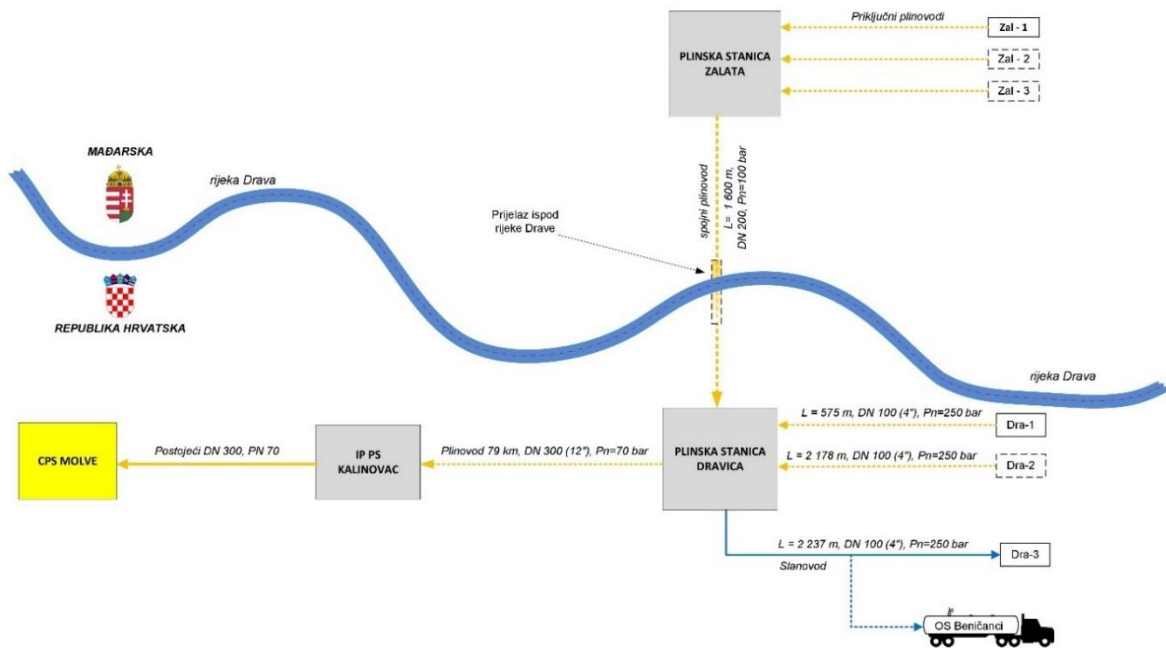 Priključni plinovodi
Zal - 1
PLINSKA STANICA
ZALATA
Zal - 2
Zal - 3
MAĐARSKA
rijeka Drava
spojni plinovod
L= 1 600 m,
DN 200, Pn=100 bar
Prijelaz ispod
rijeke Drave
REPUBLIKA HRVATSKA
rijeka Drava
L = 575 m, DN 100 (4"), Pn=250 bar
Dra-1
CPS MOLVE
Postojeći DN 300, PN 70
IP PS
KALINOVAC
Plinovod 79 km, DN 300 (12"), Pn=70 bar
PLINSKA STANICA
DRAVICA
L = 2 178 m, DN 100 (4"), Pn=250 bar
Dra-2
L = 2 237 m, DN 100 (4"), Pn=250 bar
Slanovod
Dra-3
OS Beničanci